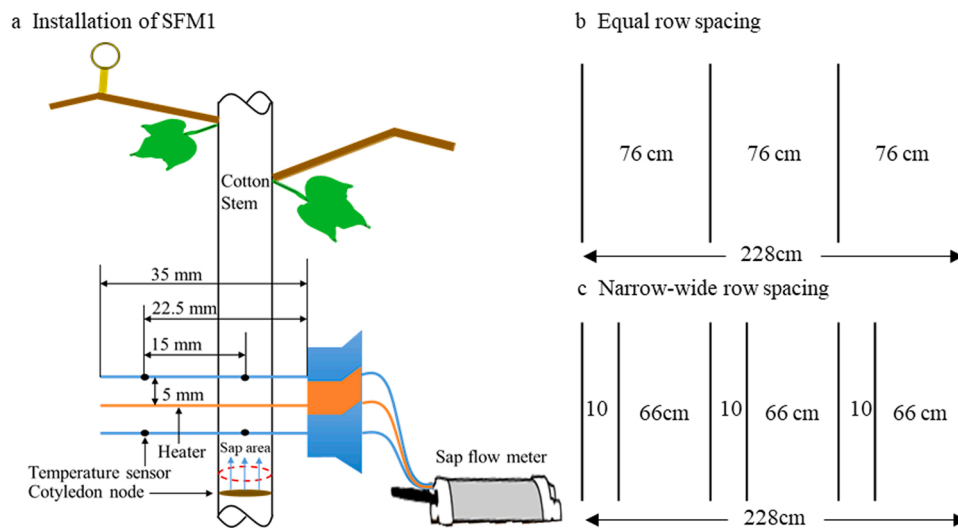 a Installation of SFM1
Cotton
Stem
35 mm
22.5 mm
15 mm
5 mm
Heater
Sap area
Temperature sensor
Cotyledon node
Sap flow meter
b Equal row spacing
76 cm
76 cm
76 cm
228cm
c Narrow-wide row spacing
10
66cm
10
66 cm
10
66 cm
228cm